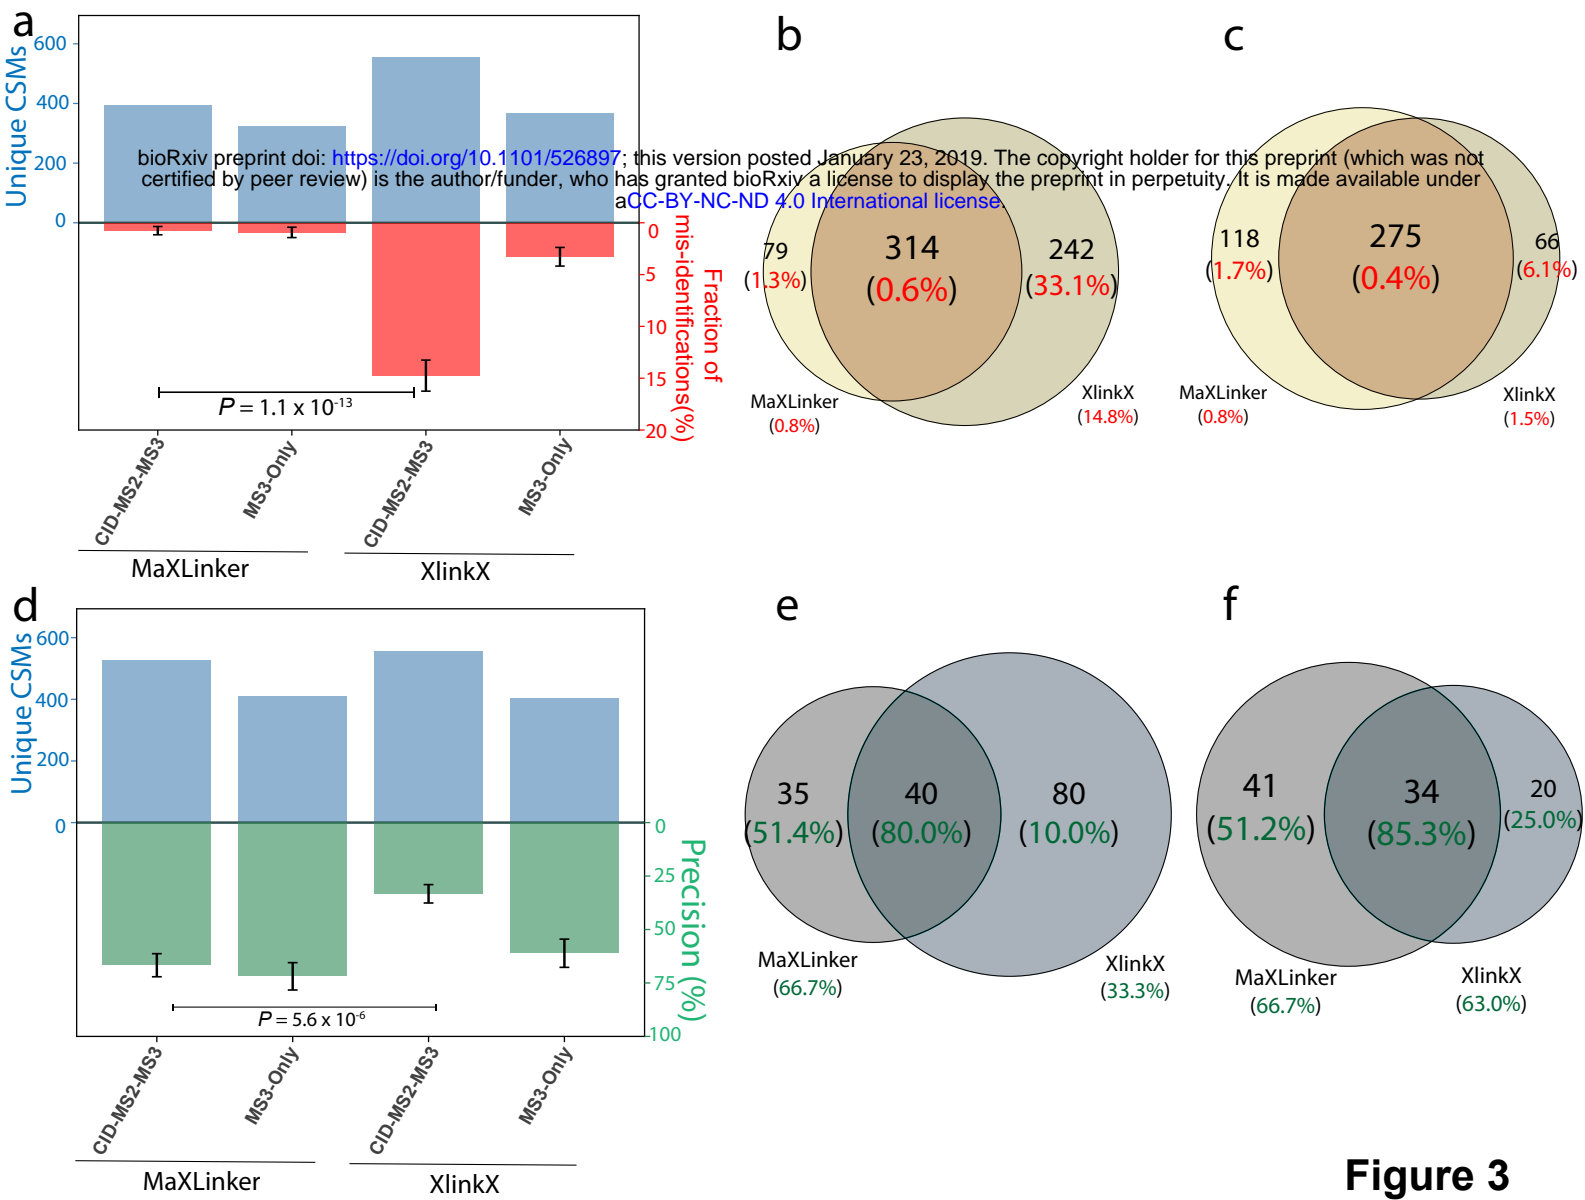 a
b
c
Unique CSMs
600
400
200
0
bioRxiv preprint doi: https://doi.org/10.1101/526897; this version posted January 23, 2019. The copyright holder for this preprint (which was not
certified by peer review) is the author/funder, who has granted bioRxiv a license to display the preprint in perpetuity. It is made available under
aCC-BY-NC-ND 4.0 International license.
0
-5
-10
-15
-20
Fraction of
mis-identifications(%)
P = 1.1 x 10-13
CID-MS2-MS3
MS3-Only
CID-MS2-MS3
MS3-Only
MaXLinker
XlinkX
79
(1.3%)
314
(0.6%)
242
(33.1%)
MaXLinker
(0.8%)
XlinkX
(14.8%)
118
(1.7%)
275
(0.4%)
66
(6.1%)
MaXLinker
(0.8%)
XlinkX
(1.5%)
d
e
f
Unique CSMs
600
400
200
0
0
25
50
75
100
Precision (%)
P = 5.6 x 10-6
CID-MS2-MS3
MS3-Only
CID-MS2-MS3
MS3-Only
MaXLinker
XlinkX
35
(51.4%)
40
(80.0%)
80
(10.0%)
MaXLinker
(66.7%)
XlinkX
(33.3%)
41
(51.2%)
34
(85.3%)
20
(25.0%)
MaXLinker
(66.7%)
XlinkX
(63.0%)
Figure 3